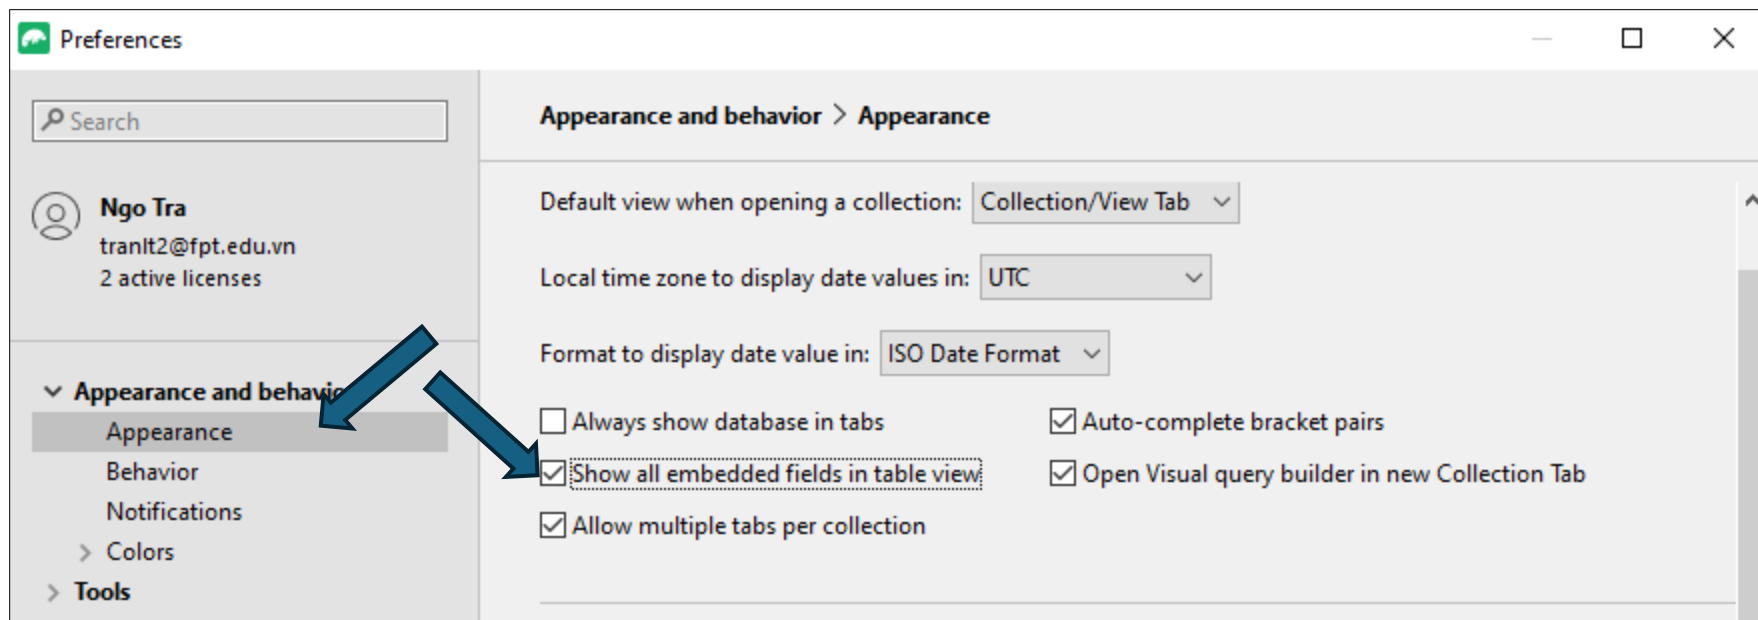 Preferences
Search
Ngo Tra
tranlt2@fpt.edu.vn
2 active licenses
Appearance and behavio
Appearance
Behavior
Notifications
Colors
Tools
Appearance and behavior > Appearance
Default view when opening a collection: Collection/View Tab
Local time zone to display date values in: UTC
Format to display date value in: ISO Date Format
Always show database in tabs
Auto-complete bracket pairs
Show all embedded fields in table view
Open Visual query builder in new Collection Tab
Allow multiple tabs per collection